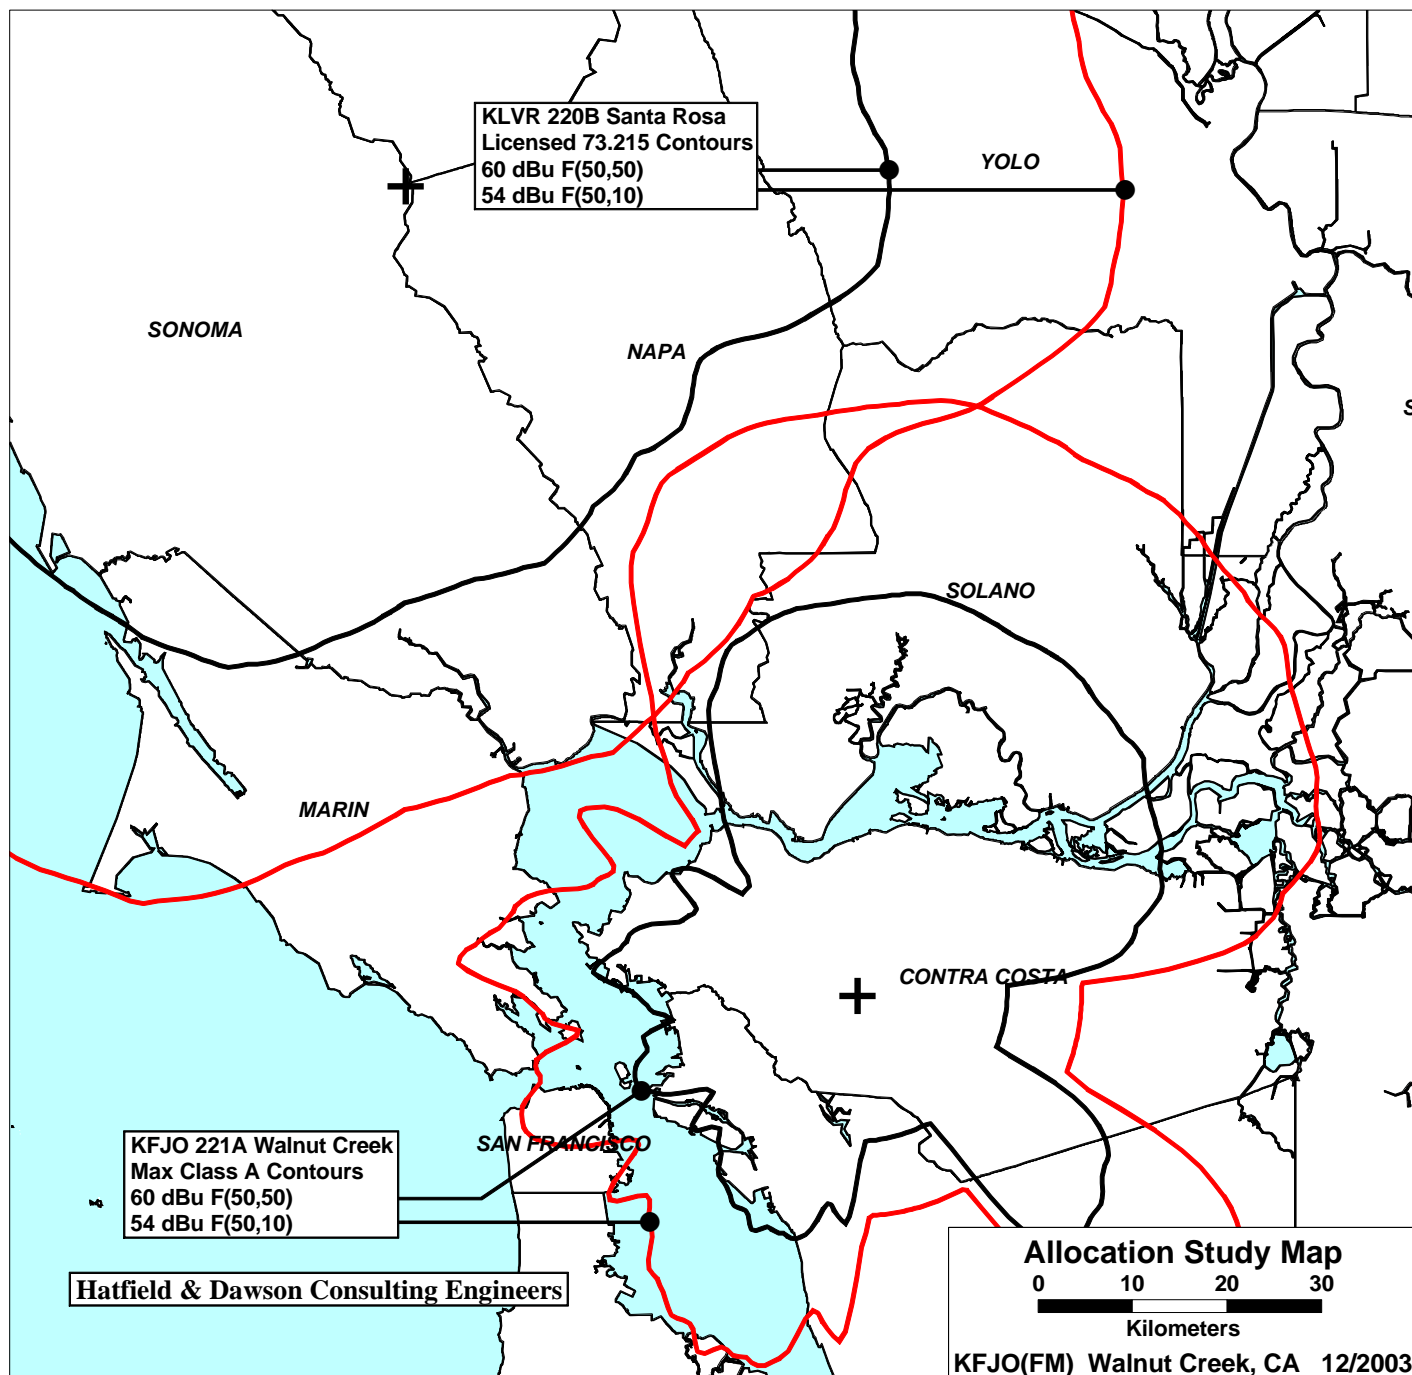 KLVR 220B Santa Rosa
Licensed 73.215 Contours
60 dBu F(50,50)
54 dBu F(50,10)
YOLO
SONOMA
NAPA
S
SOLANO
MARIN
CONTRA COSTA
SAN FRANCISCO
KFJO 221A Walnut Creek
Max Class A Contours
60 dBu F(50,50)
54 dBu F(50,10)
Hatfield & Dawson Consulting Engineers
Allocation Study Map
0 10 20 30
Kilometers
KFJO(FM) Walnut Creek, CA 12/2003